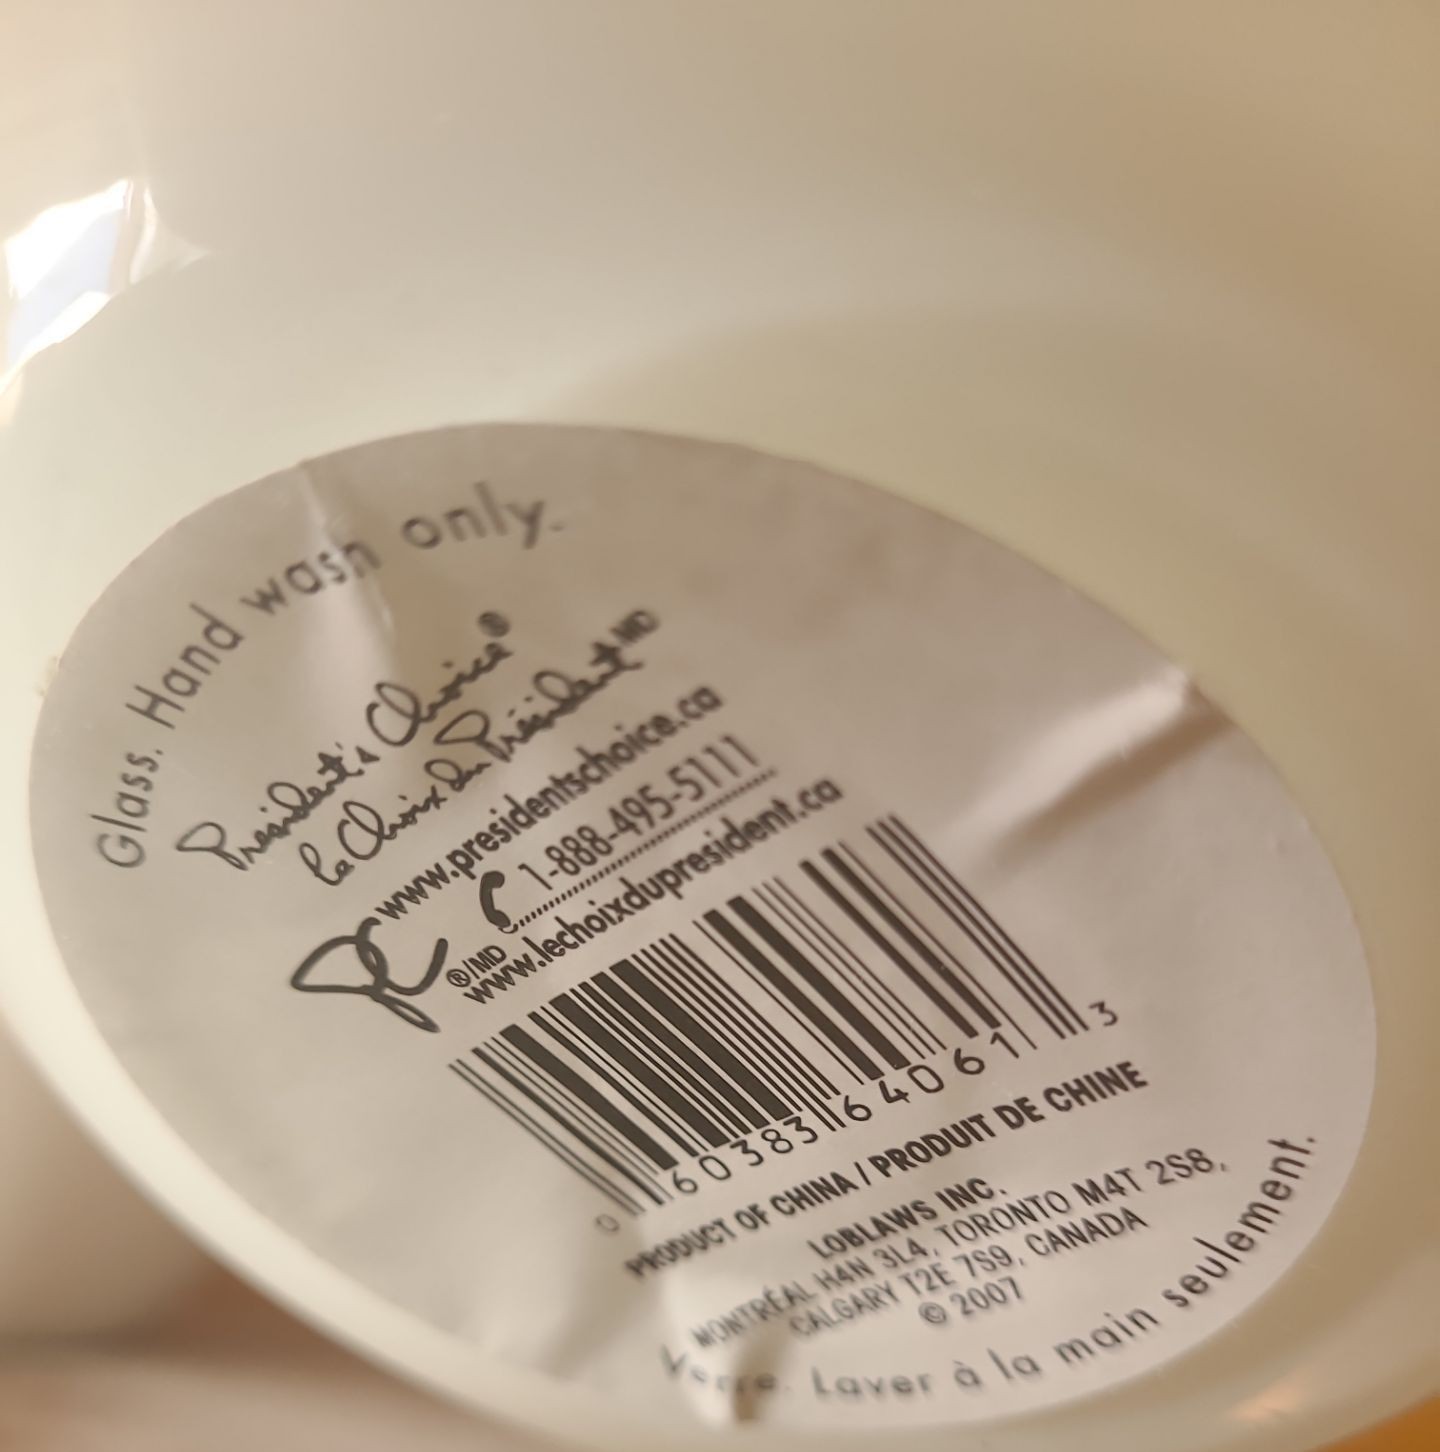 Glass. Hand wash only.
President's Choice®
le Choix du Président MD
www.presidentschoice.ca
1-888-495-5111
PC ®/MD
www.lechoixdupresident.ca
0 60383 64061 3
PRODUCT OF CHINA / PRODUIT DE CHINE
LOBLAWS INC.
MONTRÉAL H4N 3L4, TORONTO M4T 2S8,
CALGARY T2E 7S9, CANADA
© 2007
Verre. Laver à la main seulement.